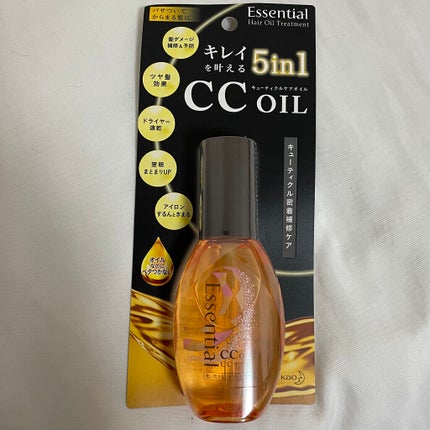 パサついて
からまる髪に
Essential
Hair Oil Treatment
髪ダメージ
補修&予防
キレイ
を叶える
5in1
キューティクルケアオイル
CC OIL
ツヤ髪
効果
ドライヤー
速乾
翌朝
まとまりUP
アイロン
するんときまる
オイル
なのに
ベタつかない
キューティクル密着補修ケア
Essential
CC
Kao